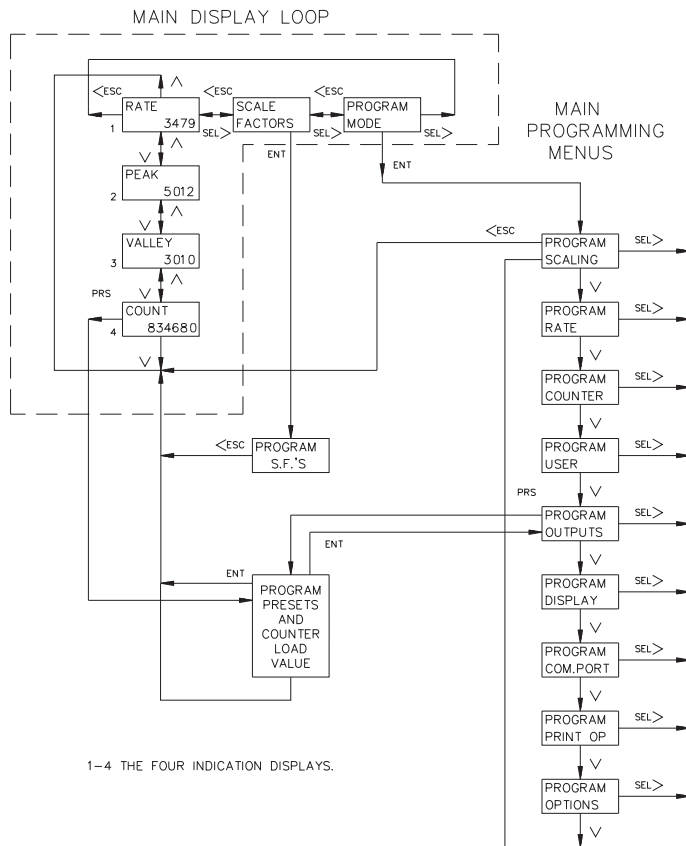 MAIN DISPLAY LOOP
<ESC
<ESC
<ESC
RATE
3479
1
SCALE
FACTORS
PROGRAM
MODE
SEL>
SEL>
SEL>
ENT
ENT
PEAK
5012
2
VALLEY
3010
3
PRS
COUNT
834680
4
<ESC
PROGRAM
S.F.'S
ENT
ENT
PROGRAM
PRESETS
AND
COUNTER
LOAD
VALUE
1-4 THE FOUR INDICATION DISPLAYS.
MAIN
PROGRAMMING
MENUS
<ESC
PROGRAM
SCALING
SEL>
PROGRAM
RATE
SEL>
PROGRAM
COUNTER
SEL>
PROGRAM
USER
SEL>
PRS
PROGRAM
OUTPUTS
SEL>
PROGRAM
DISPLAY
SEL>
PROGRAM
COM.PORT
SEL>
PROGRAM
PRINT OP
SEL>
PROGRAM
OPTIONS
SEL>